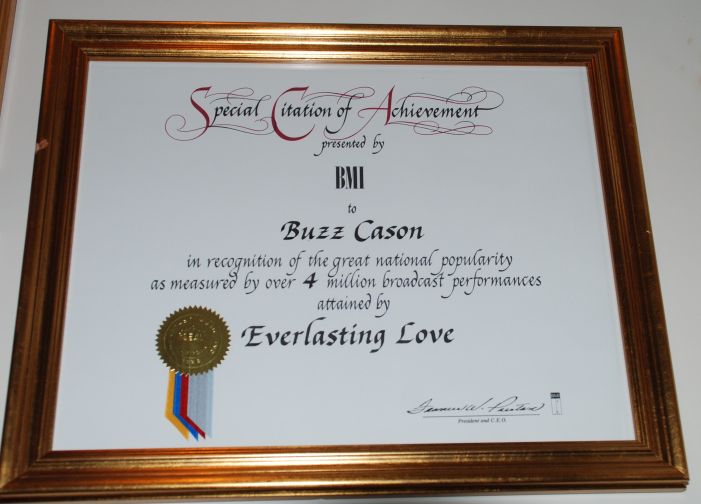 Special Citation of Achievement
presented by
BMI
to
Buzz Cason
in recognition of the great national popularity
as measured by over 4 million broadcast performances
attained by
Everlasting Love
President and C.E.O.